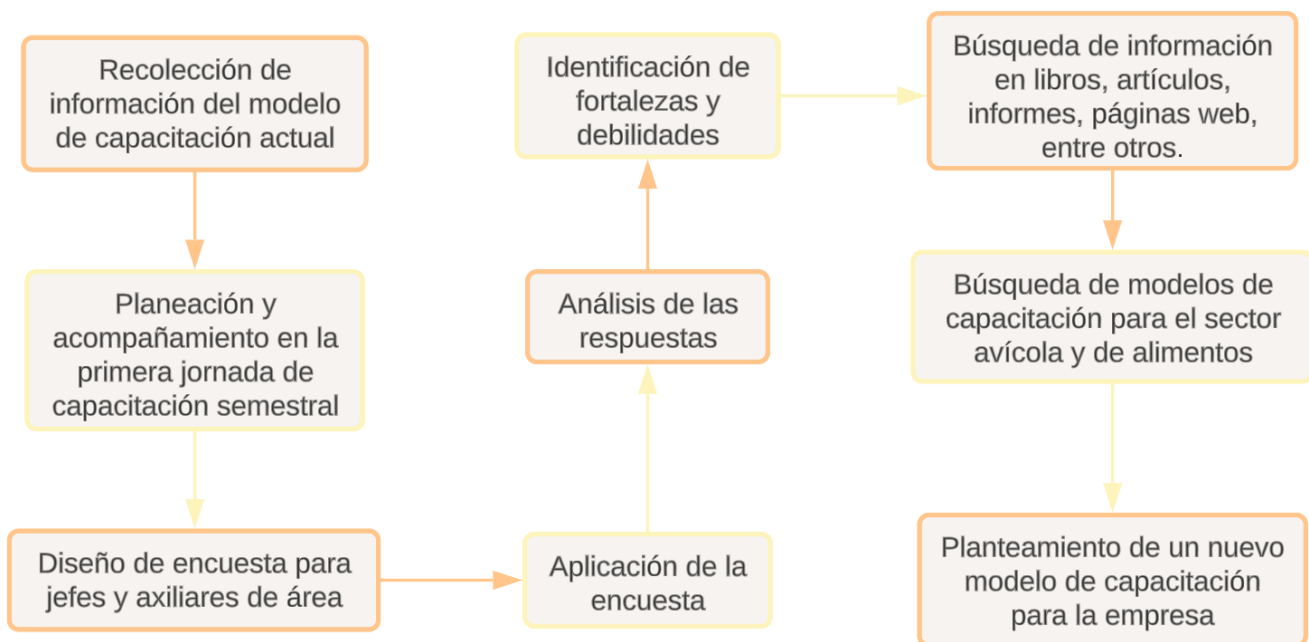 Recolección de
información del modelo
de capacitación actual
Planeación y
acompañamiento en la
primera jornada de
capacitación semestral
Diseño de encuesta para
jefes y axiliares de área
Aplicación de la
encuesta
Análisis de las
respuestas
Identificación de
fortalezas y
debilidades
Búsqueda de información
en libros, artículos,
informes, páginas web,
entre otros.
Búsqueda de modelos de
capacitación para el sector
avícola y de alimentos
Planteamiento de un nuevo
modelo de capacitación
para la empresa